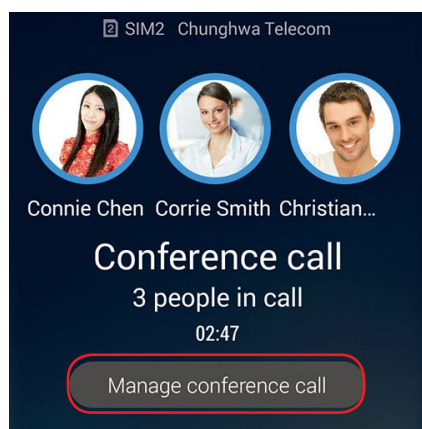 2 SIM2 Chunghwa Telecom
Connie Chen Corrie Smith Christian...
Conference call
3 people in call
02:47
Manage conference call